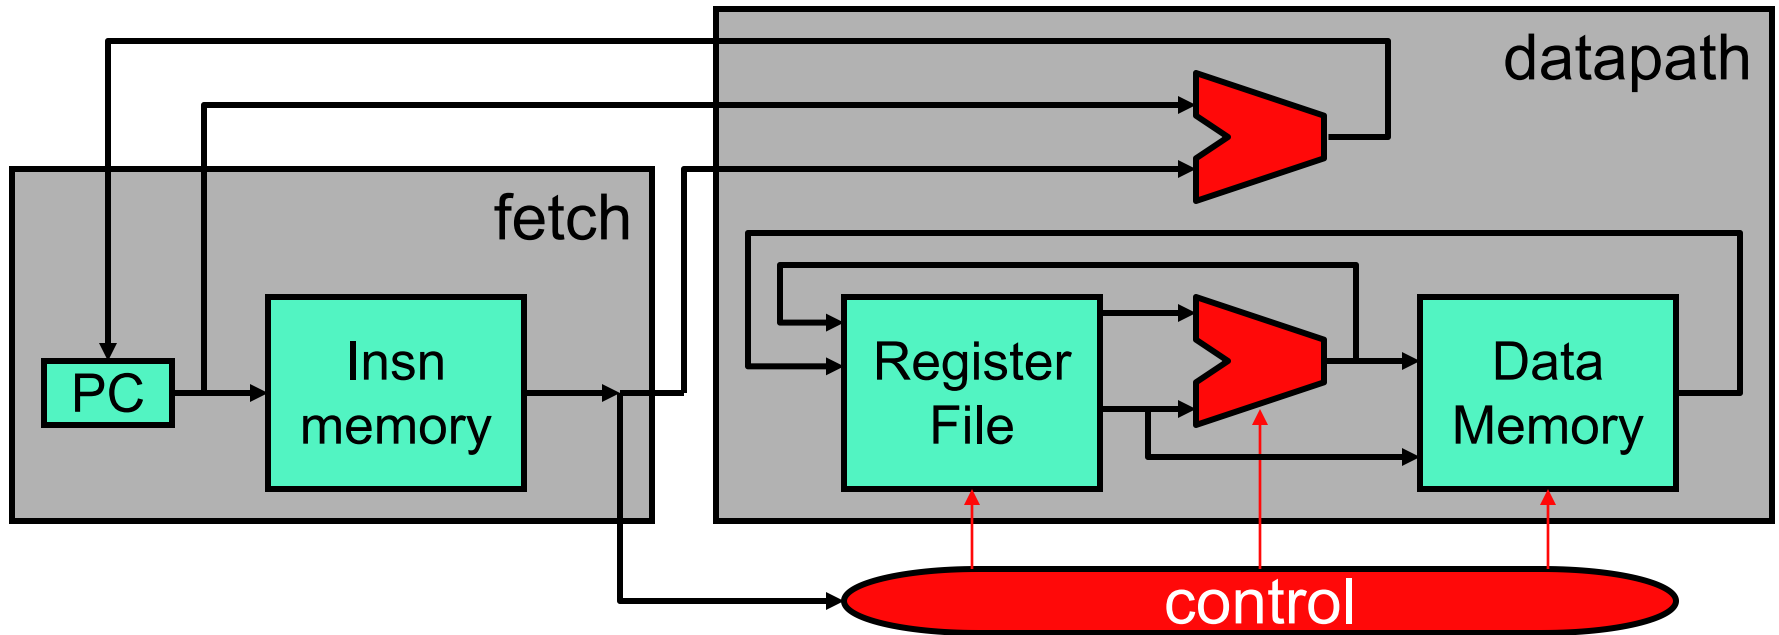 datapath
fetch
PC
Insn
memory
Register
File
Data
Memory
control